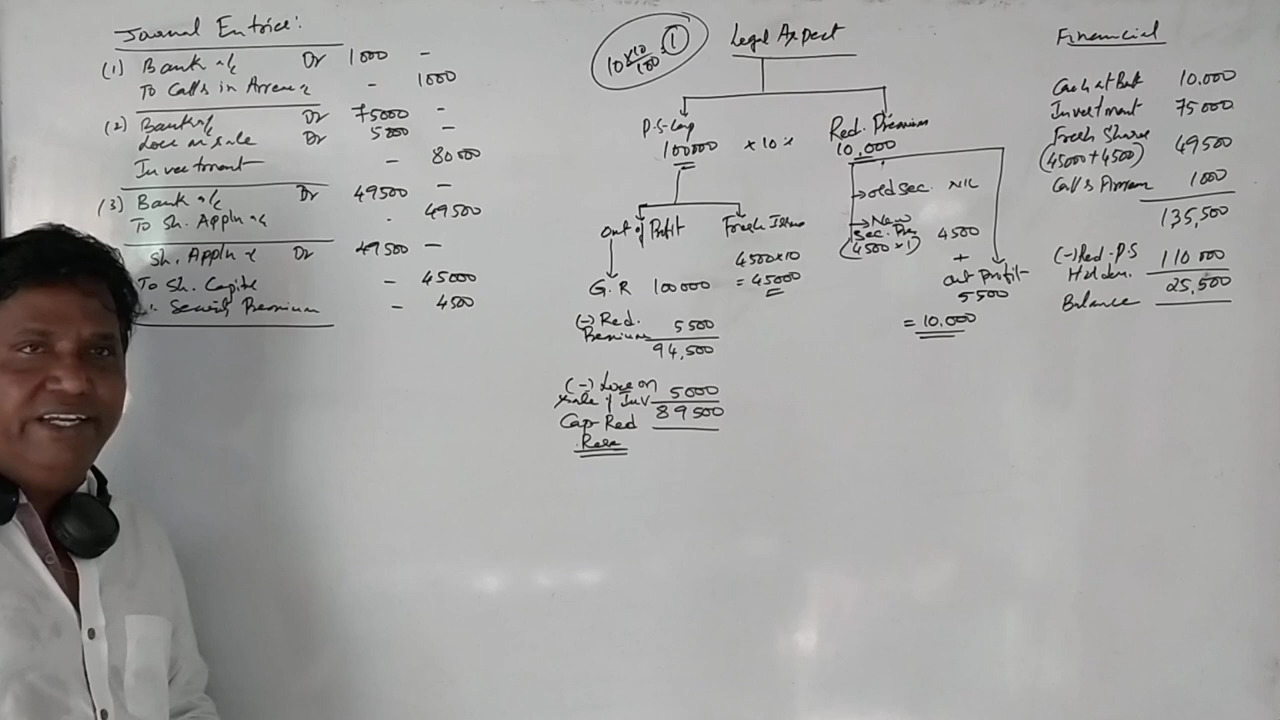 Journal Entries:
(1) Bank a/c Dr 1000 -
To Calls in Arrear a/c - 1000
(2) Bank a/c Dr 75000 -
Loss on sale Dr 5000 -
Investment - 80000
(3) Bank a/c Dr 49500 -
To Sh. Appln a/c - 49500
Sh. Appln a/c Dr 49500 -
To Sh. Capital - 45000
Security Premium - 4500
10 × 10/100 = 1
Legal Aspect
P.S. Cap
100000 × 10%
Red. Premium
10,000
Out of Profit
G.R 100000
(-) Red. Premium 5500
94,500
(-) Loss on sale of Inv 5000
89500
Cap Red
Rese
Fresh Issue
4500×10
= 45000
→ old Sec. NIL
→ New Sec. Pre 4500
(4500 × 1)
+
out Profit
5500
= 10,000
Financial
Cash at Bank 10,000
Investment 75000
Fresh Share 49500
(45000+4500)
Calls Arrear 1000
135,500
(-) Red. P.S Holders. 110 000
Balance 25,500